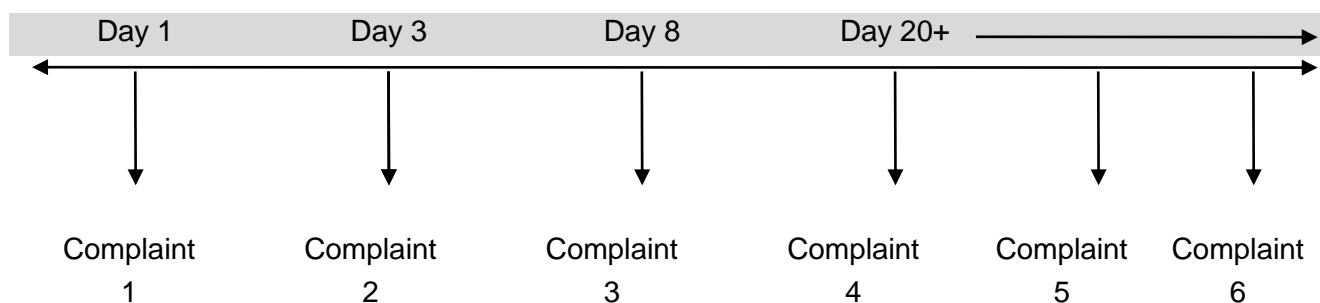 Day 1 Day 3 Day 8 Day 20+
Complaint Complaint Complaint Complaint Complaint Complaint
1 2 3 4 5 6